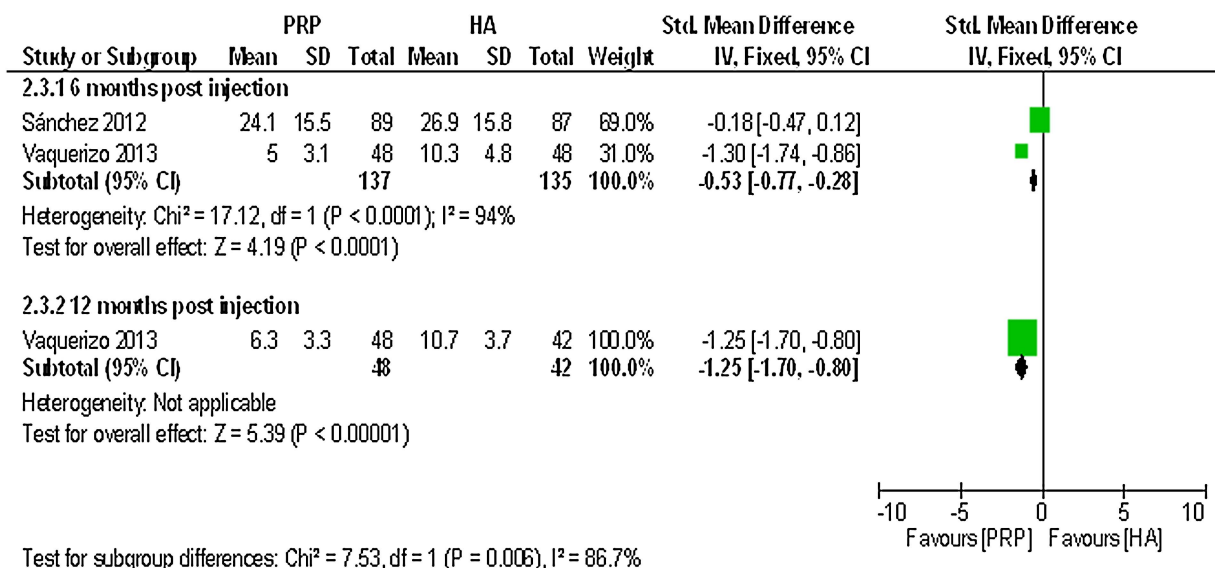 PRP HA Std. Mean Difference Std. Mean Difference
Study or Subgroup Mean SD Total Mean SD Total Weight IV, Fixed, 95% CI IV, Fixed, 95% CI
2.3.1 6 months post injection
Sánchez 2012 24.1 15.5 89 26.9 15.8 87 69.0% -0.18 [-0.47, 0.12]
Vaquerizo 2013 5 3.1 48 10.3 4.8 48 31.0% -1.30 [-1.74, -0.86]
Subtotal (95% CI) 137 135 100.0% -0.53 [-0.77, -0.28]
Heterogeneity: Chi² = 17.12, df = 1 (P < 0.0001); I² = 94%
Test for overall effect: Z = 4.19 (P < 0.0001)
2.3.2 12 months post injection
Vaquerizo 2013 6.3 3.3 48 10.7 3.7 42 100.0% -1.25 [-1.70, -0.80]
Subtotal (95% CI) 48 42 100.0% -1.25 [-1.70, -0.80]
Heterogeneity: Not applicable
Test for overall effect: Z = 5.39 (P < 0.00001)
-10 -5 0 5 10
Favours [PRP] Favours [HA]
Test for subgroup differences: Chi² = 7.53, df = 1 (P = 0.006), I² = 86.7%